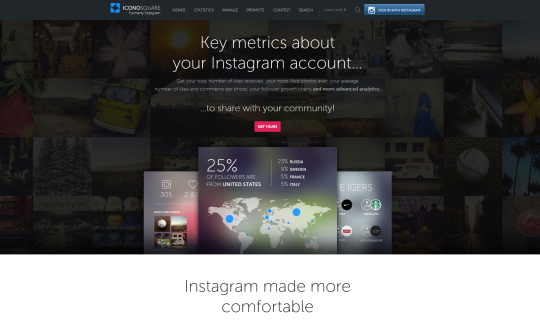 ICONOSQUARE
Formerly Statigram
VIEWER
STATISTICS
MANAGE
PROMOTE
CONTEST
SEARCH
SIGN IN WITH INSTAGRAM
Key metrics about
your Instagram account...
Get your total number of likes received, your most liked photos ever, your average
number of likes and comments per photo, your follower growth charts and more advanced analytics.
...to share with your community!
GET YOURS
25%
OF FOLLOWERS ARE
FROM UNITED STATES
23% RUSSIA
9% SWEDEN
5% FRANCE
5% ITALY
305
E IGERS
Instagram made more
comfortable